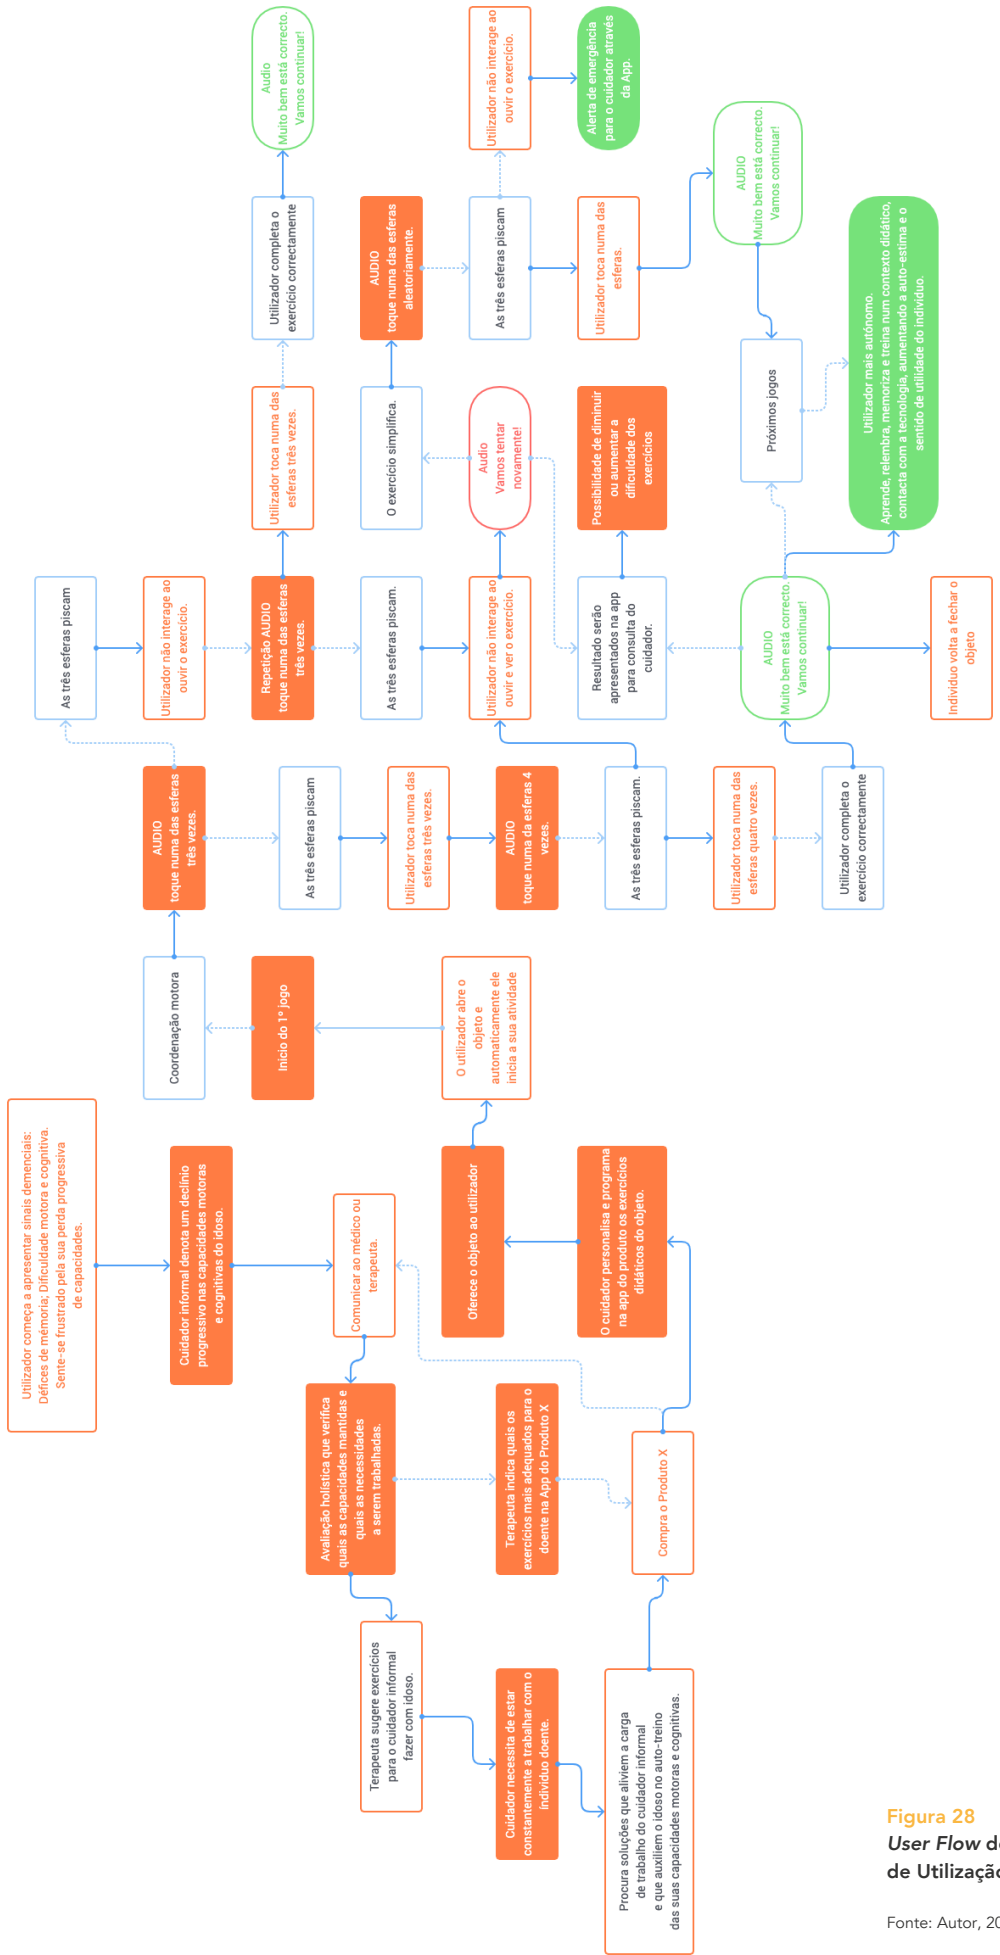 Utilizador começa a apresentar sinais demenciais:
Défices de mémoria; Dificuldade motora e cognitiva.
Sente-se frustrado pela sua perda progressiva
de capacidades.
Cuidador informal denota um declínio
progressivo nas capacidades motoras
e cognitivas do idoso.
Comunicar ao médico ou
terapeuta.
Avaliação holística que verifica
quais as capacidades mantidas e
quais as necessidades
a serem trabalhadas.
Terapeuta sugere exercícios
para o cuidador informal
fazer com idoso.
Cuidador necessita de estar
constantemente a trabalhar com o
Individuo doente.
Procura soluções que aliviem a carga
de trabalho do cuidador informal
e que auxiliem o idoso no auto-treino
das suas capacidades motoras e cognitivas.
Terapeuta indica quais os
exercícios mais adequados para o
doente na App do Produto X
Compra o Produto X
O cuidador personalisa e programa
na app do produto os exercícios
didáticos do objeto.
Oferece o objeto ao utilizador
O utilizador abre o
objeto e
automaticamente ele
inicia a sua atividade
Inicio do 1º jogo
Coordenação motora
AUDIO
toque numa das esferas
três vezes.
As três esferas piscam
Utilizador toca numa das
esferas três vezes.
AUDIO
toque numa da esferas 4
vezes.
As três esferas piscam.
Utilizador toca numa das
esferas quatro vezes.
Utilizador completa o
exercício correctamente
As três esferas piscam
Utilizador não interage ao
ouvir o exercício.
Repetição AUDIO
toque numa das esferas
três vezes.
As três esferas piscam.
Utilizador não interage ao
ouvir e ver o exercício.
Resultado serão
apresentados na app
para consulta do
cuidador.
AUDIO
Muito bem está correcto.
Vamos continuar!
Individuo volta a fechar o
objeto
Utilizador toca numa das
esferas três vezes.
O exercício simplifica.
Audio
Vamos tentar
novamente!
Possibilidade de diminuir
ou aumentar a
dificuldade dos
exercícios
Próximos jogos
Utilizador completa o
exercício correctamente
AUDIO
toque numa das esferas
aleatoriamente.
As três esferas piscam
Utilizador toca numa das
esferas.
AUDIO
Muito bem está correcto.
Vamos continuar!
Utilizador mais autónomo.
Aprende, relembra, memoriza e treina num contexto didático,
contacta com a tecnologia, aumentando a auto-estima e o
sentido de utilidade do individuo.
Audio
Muito bem está correcto.
Vamos continuar!
Utilizador não interage ao
ouvir o exercício.
Alerta de emergência
para o cuidador através
da App.
Figura 28
User Flow
de Utilização
Fonte: Autor, 20